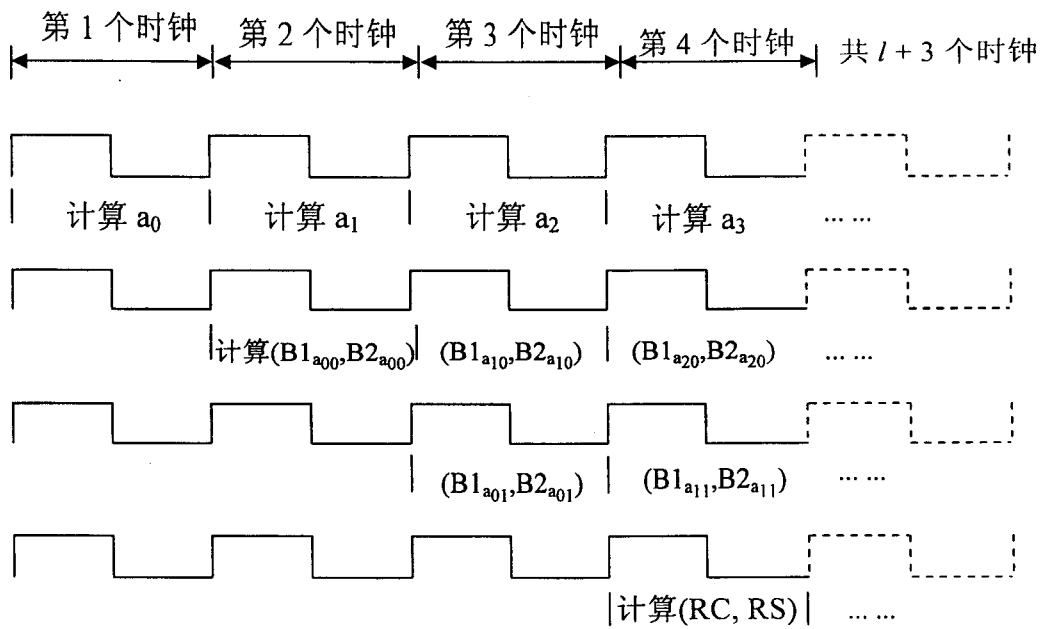 第 1 个时钟 第 2 个时钟 第 3 个时钟 第 4 个时钟 共 l + 3 个时钟
计算 a₀ 计算 a₁ 计算 a₂ 计算 a₃ ... ...
计算(B1ₐ₀₀,B2ₐ₀₀) (B1ₐ₁₀,B2ₐ₁₀) (B1ₐ₂₀,B2ₐ₂₀) ... ...
(B1ₐ₀₁,B2ₐ₀₁) (B1ₐ₁₁,B2ₐ₁₁) ... ...
计算(RC, RS) ... ...